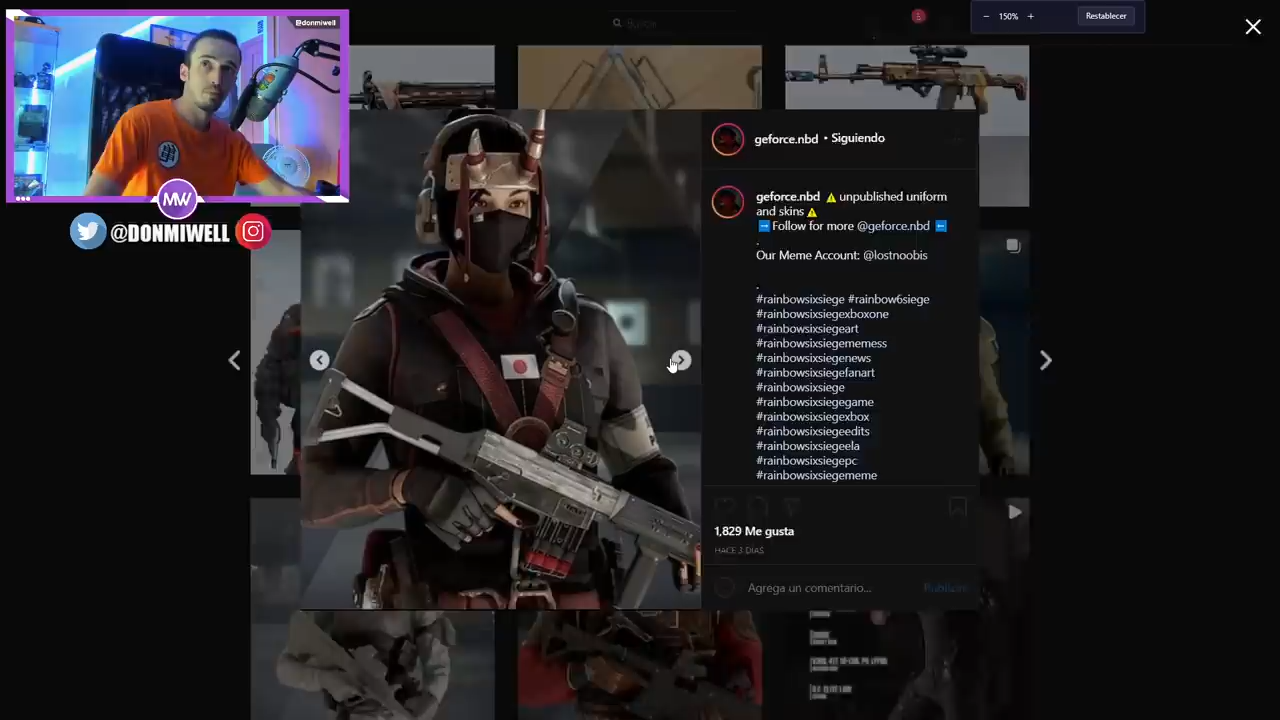 @donmiwell
MW
@DONMIWELL
150%
Restablecer
geforce.nbd • Siguiendo
geforce.nbd ⚠ unpublished uniform
and skins ⚠
➡ Follow for more @geforce.nbd ⬅
.
Our Meme Account: @lostnoobis
.
#rainbowsixsiege #rainbow6siege
#rainbowsixsiegexboxone
#rainbowsixsiegeart
#rainbowsixsiegememess
#rainbowsixsiegenews
#rainbowsixsiegefanart
#rainbowsixsiege
#rainbowsixsiegegame
#rainbowsixsiegexbox
#rainbowsixsiegeedits
#rainbowsixsiegeela
#rainbowsixsiegepc
#rainbowsixsiegememe
1,829 Me gusta
HACE 3 DÍAS
Agrega un comentario...
Publicar